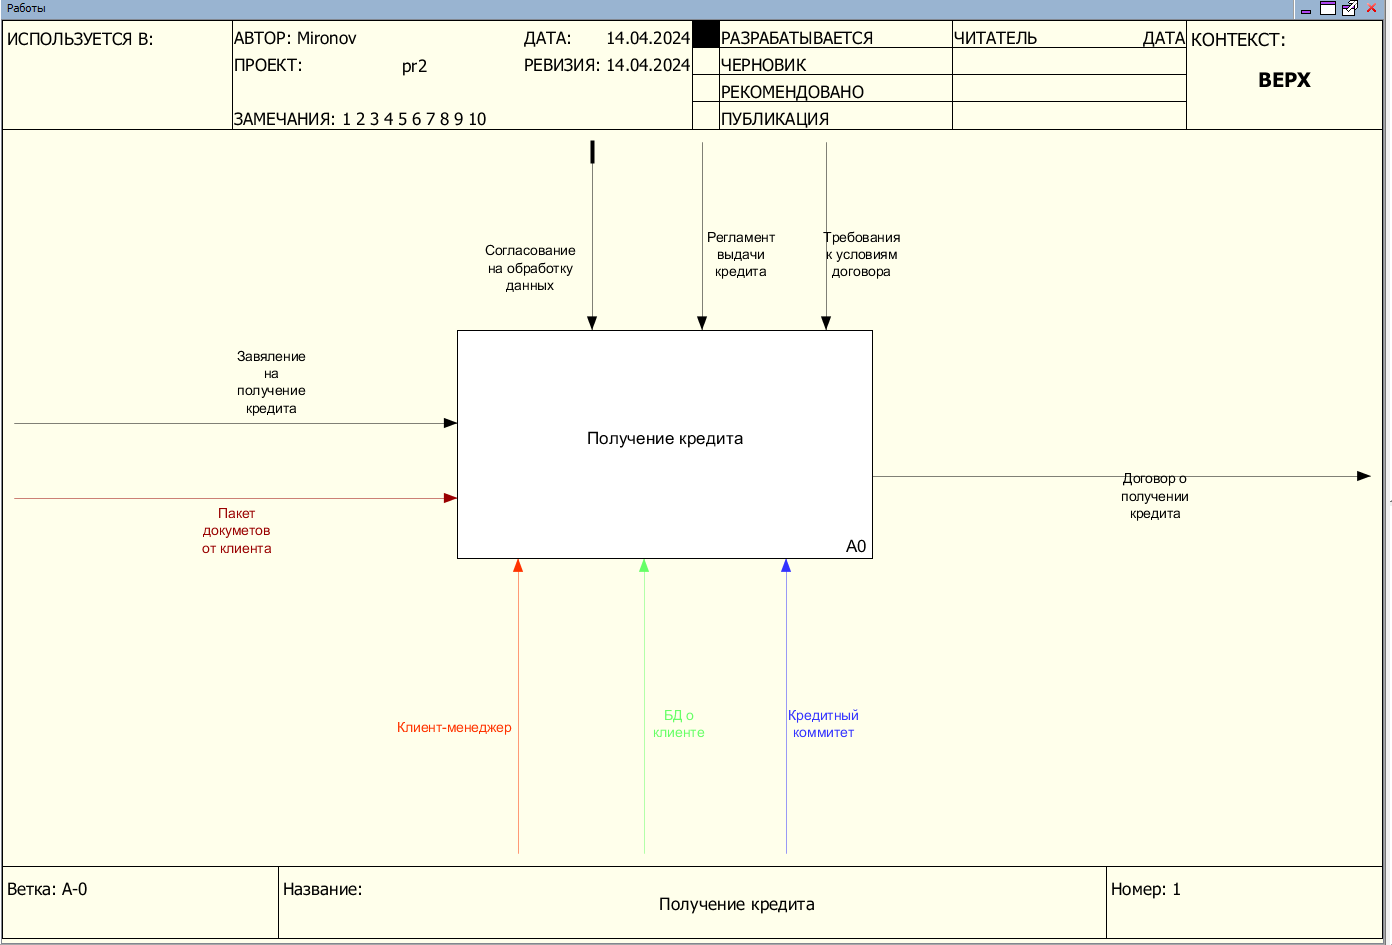 Работы
ИСПОЛЬЗУЕТСЯ В:
АВТОР: Mironov
ДАТА: 14.04.2024
ПРОЕКТ: pr2
РЕВИЗИЯ: 14.04.2024
ЗАМЕЧАНИЯ: 1 2 3 4 5 6 7 8 9 10
РАЗРАБАТЫВАЕТСЯ
ЧЕРНОВИК
РЕКОМЕНДОВАНО
ПУБЛИКАЦИЯ
ЧИТАТЕЛЬ ДАТА
КОНТЕКСТ:
ВЕРХ
Согласование
на обработку
данных
Регламент
выдачи
кредита
Требования
к условиям
договора
Завяление
на
получение
кредита
Пакет
докуметов
от клиента
Получение кредита
A0
Договор о
получении
кредита
Клиент-менеджер
БД о
клиенте
Кредитный
коммитет
Ветка: A-0
Название:
Получение кредита
Номер: 1